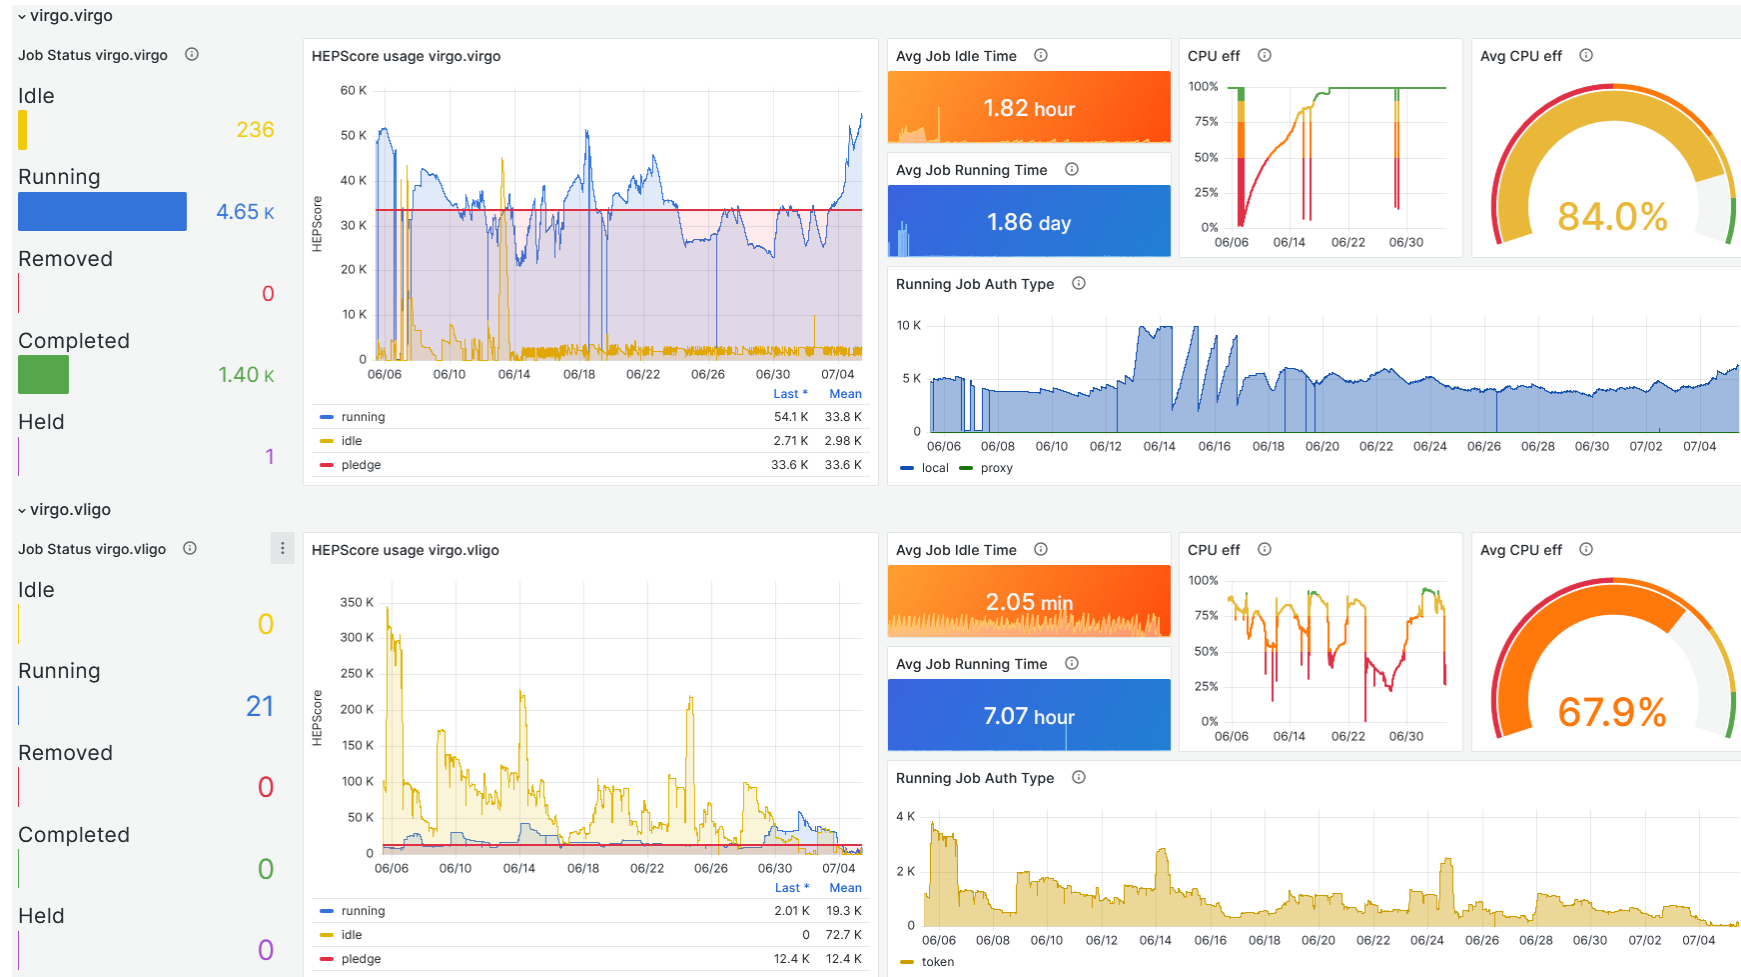 virgo.virgo
Job Status virgo.virgo
Idle
236
Running
4.65 K
Removed
0
Completed
1.40 K
Held
1
HEPScore usage virgo.virgo
HEPScore
60 K
50 K
40 K
30 K
20 K
10 K
0
06/06 06/10 06/14 06/18 06/22 06/26 06/30 07/04
Last * Mean
running 54.1 K 33.8 K
idle 2.71 K 2.98 K
pledge 33.6 K 33.6 K
Avg Job Idle Time
1.82 hour
Avg Job Running Time
1.86 day
CPU eff
100%
75%
50%
25%
0%
06/06 06/14 06/22 06/30
Avg CPU eff
84.0%
Running Job Auth Type
10 K
5 K
0
06/06 06/08 06/10 06/12 06/14 06/16 06/18 06/20 06/22 06/24 06/26 06/28 06/30 07/02 07/04
local proxy
virgo.vligo
Job Status virgo.vligo
Idle
0
Running
21
Removed
0
Completed
0
Held
0
HEPScore usage virgo.vligo
HEPScore
350 K
300 K
250 K
200 K
150 K
100 K
50 K
0
06/06 06/10 06/14 06/18 06/22 06/26 06/30 07/04
Last * Mean
running 2.01 K 19.3 K
idle 0 72.7 K
pledge 12.4 K 12.4 K
Avg Job Idle Time
2.05 min
Avg Job Running Time
7.07 hour
CPU eff
100%
75%
50%
25%
0%
06/06 06/14 06/22 06/30
Avg CPU eff
67.9%
Running Job Auth Type
4 K
2 K
0
06/06 06/08 06/10 06/12 06/14 06/16 06/18 06/20 06/22 06/24 06/26 06/28 06/30 07/02 07/04
token